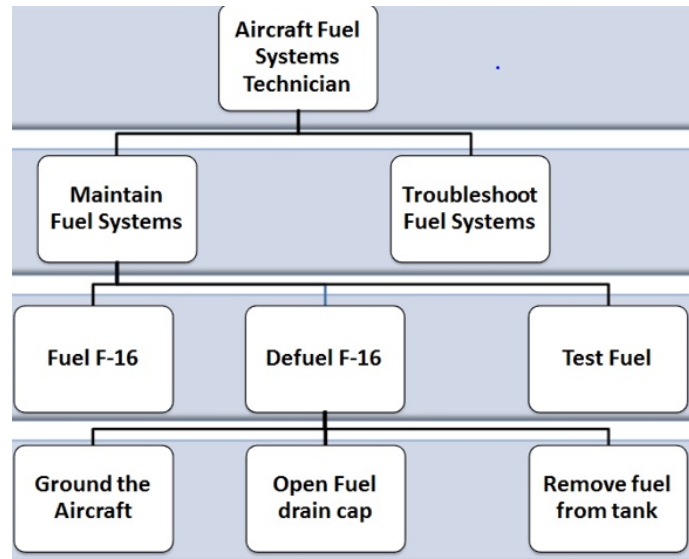 Aircraft Fuel
Systems
Technician
Maintain
Fuel Systems
Troubleshoot
Fuel Systems
Fuel F-16
Defuel F-16
Test Fuel
Ground the
Aircraft
Open Fuel
drain cap
Remove fuel
from tank